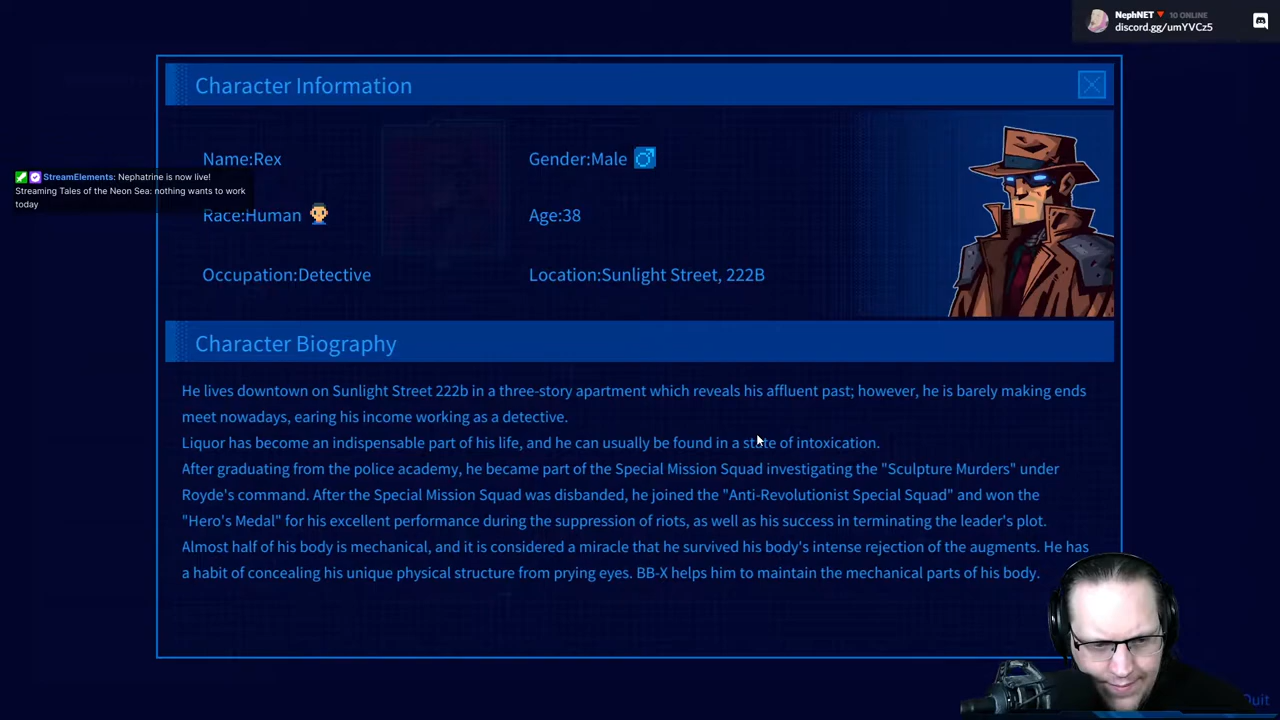 NephNET 10 ONLINE
discord.gg/umYVCz5
Character Information
Name:Rex
Gender:Male
StreamElements: Nephatrine is now live!
Streaming Tales of the Neon Sea: nothing wants to work
today
Race:Human
Age:38
Occupation:Detective
Location:Sunlight Street, 222B
Character Biography
He lives downtown on Sunlight Street 222b in a three-story apartment which reveals his affluent past; however, he is barely making ends
meet nowadays, earing his income working as a detective.
Liquor has become an indispensable part of his life, and he can usually be found in a state of intoxication.
After graduating from the police academy, he became part of the Special Mission Squad investigating the "Sculpture Murders" under
Royde's command. After the Special Mission Squad was disbanded, he joined the "Anti-Revolutionist Special Squad" and won the
"Hero's Medal" for his excellent performance during the suppression of riots, as well as his success in terminating the leader's plot.
Almost half of his body is mechanical, and it is considered a miracle that he survived his body's intense rejection of the augments. He has
a habit of concealing his unique physical structure from prying eyes. BB-X helps him to maintain the mechanical parts of his body.
Quit